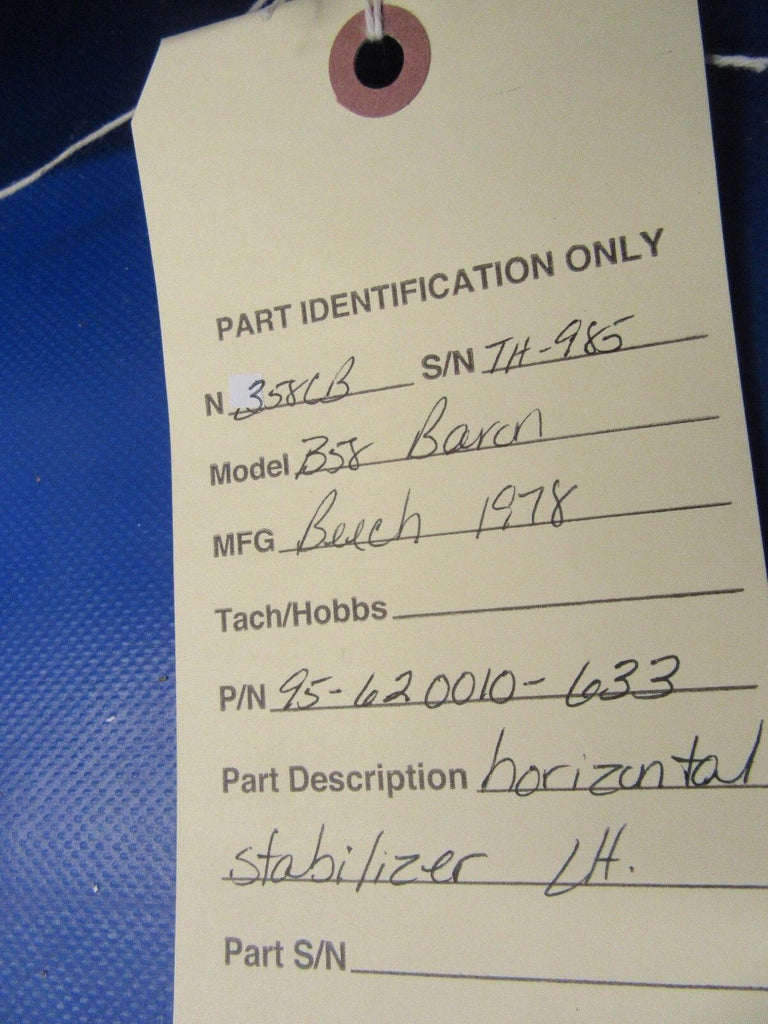 PART IDENTIFICATION ONLY
N 358CB S/N TH-985
Model B58 Baron
MFG Beech 1978
Tach/Hobbs
P/N 95-620010-633
Part Description horizontal
stabilizer LH.
Part S/N